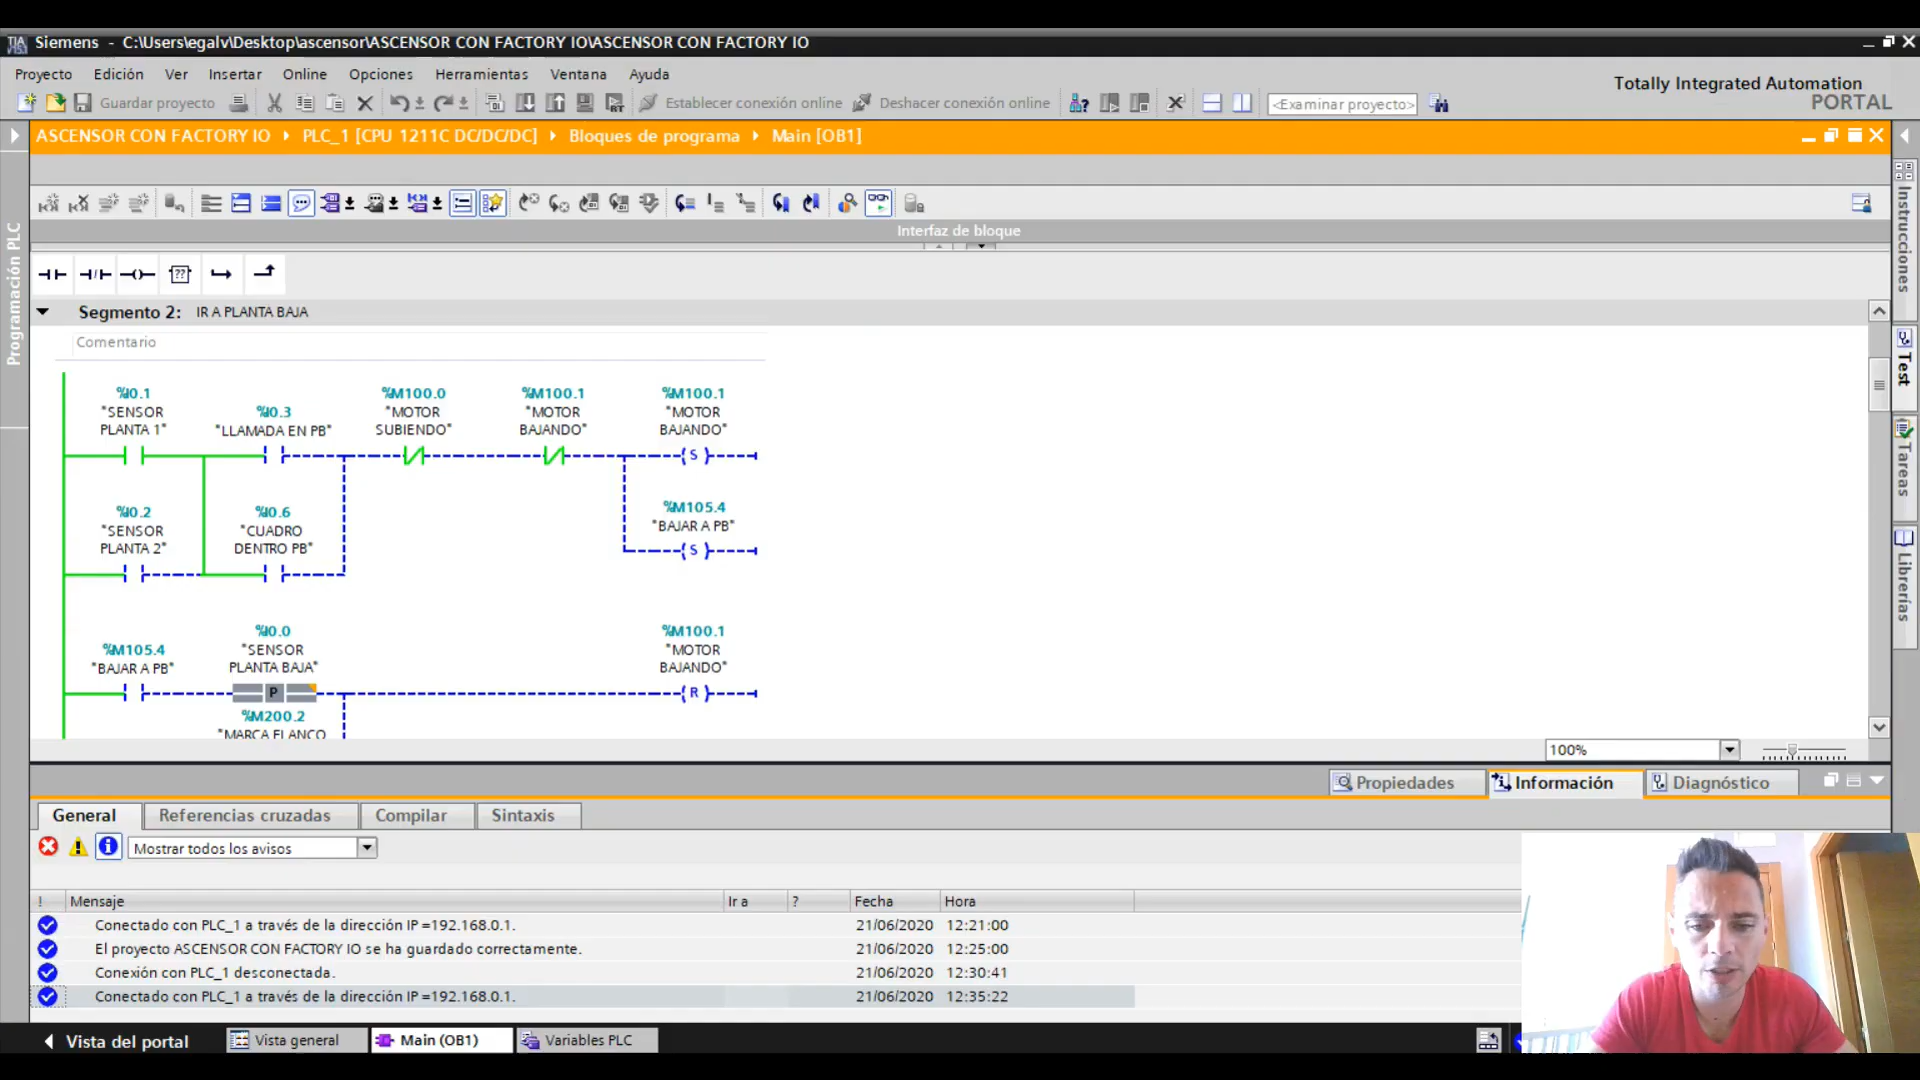 Siemens - C:\Users\egalv\Desktop\ascensor\ASCENSOR CON FACTORY IO\ASCENSOR CON FACTORY IO
Proyecto Edición Ver Insertar Online Opciones Herramientas Ventana Ayuda
Totally Integrated Automation
PORTAL
Guardar proyecto Establecer conexión online Deshacer conexión online <Examinar proyecto>
ASCENSOR CON FACTORY IO PLC_1 [CPU 1211C DC/DC/DC] Bloques de programa Main [OB1]
Interfaz de bloque
Programación PLC
Instrucciones
Test
Tareas
Librerías
Segmento 2: IR A PLANTA BAJA
Comentario
%I0.1
"SENSOR
PLANTA 1"
%I0.3
"LLAMADA EN PB"
%M100.0
"MOTOR
SUBIENDO"
%M100.1
"MOTOR
BAJANDO"
%M100.1
"MOTOR
BAJANDO"
S
%I0.2
"SENSOR
PLANTA 2"
%I0.6
"CUADRO
DENTRO PB"
%M105.4
"BAJAR A PB"
S
%M105.4
"BAJAR A PB"
%I0.0
"SENSOR
PLANTA BAJA"
P
%M200.2
"MARCA FLANCO
%M100.1
"MOTOR
BAJANDO"
R
100%
Propiedades Información Diagnóstico
General Referencias cruzadas Compilar Sintaxis
Mostrar todos los avisos
! Mensaje Ir a ? Fecha Hora
Conectado con PLC_1 a través de la dirección IP =192.168.0.1. 21/06/2020 12:21:00
El proyecto ASCENSOR CON FACTORY IO se ha guardado correctamente. 21/06/2020 12:25:00
Conexión con PLC_1 desconectada. 21/06/2020 12:30:41
Conectado con PLC_1 a través de la dirección IP =192.168.0.1. 21/06/2020 12:35:22
Vista del portal Vista general Main (OB1) Variables PLC